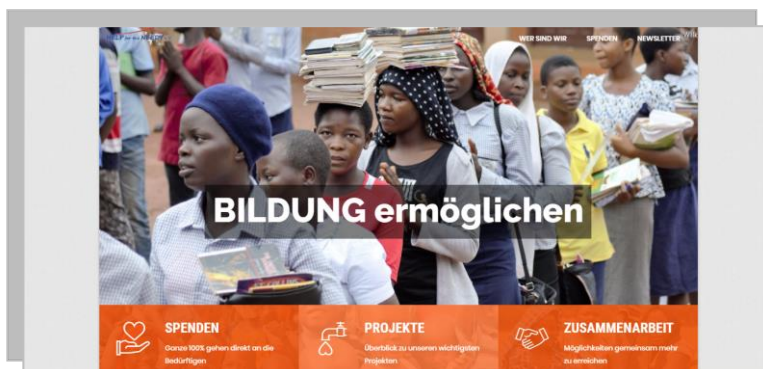 WER SIND WIR SPENDEN NEWSLETTER
BILDUNG ermöglichen
SPENDEN
Ganze 100% gehen direkt an die
Bedürftigen
PROJEKTE
Überblick zu unseren wichtigsten
Projekten
ZUSAMMENARBEIT
Möglichkeiten gemeinsam mehr
zu erreichen